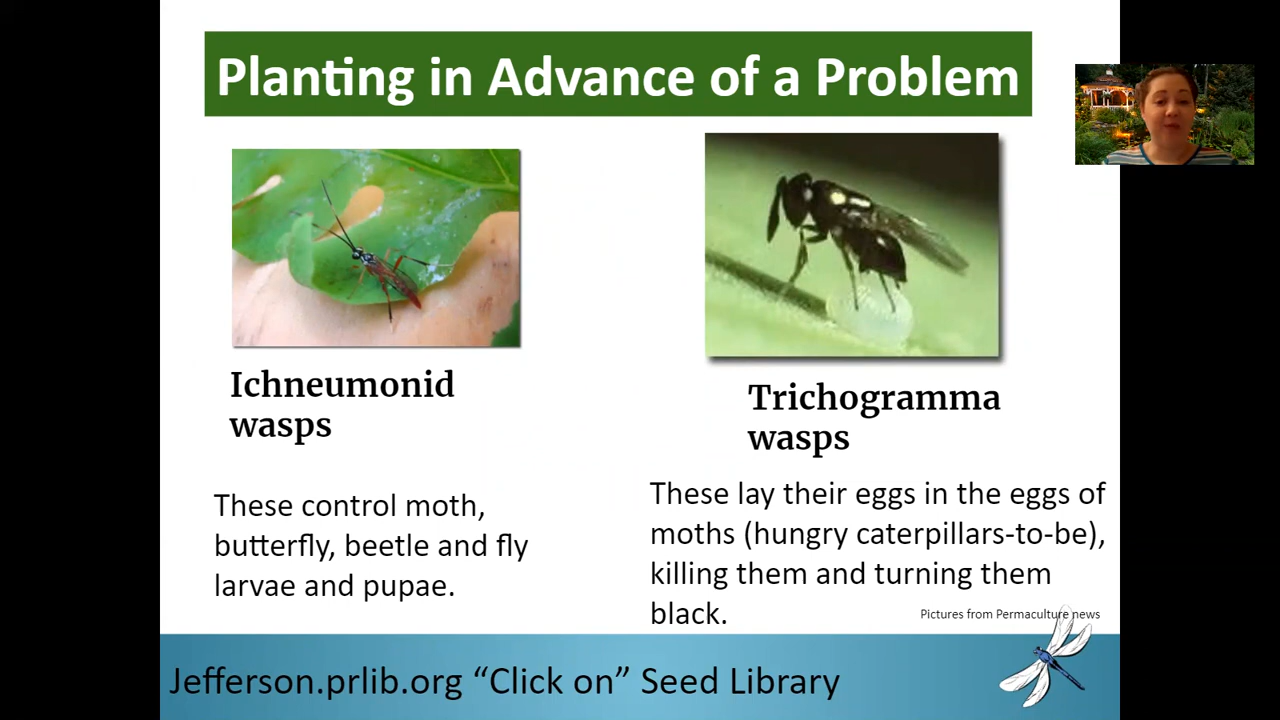 Planting in Advance of a Problem
Ichneumonid
wasps
These control moth,
butterfly, beetle and fly
larvae and pupae.
Trichogramma
wasps
These lay their eggs in the eggs of
moths (hungry caterpillars-to-be),
killing them and turning them
black.
Pictures from Permaculture news
Jefferson.prlib.org “Click on” Seed Library